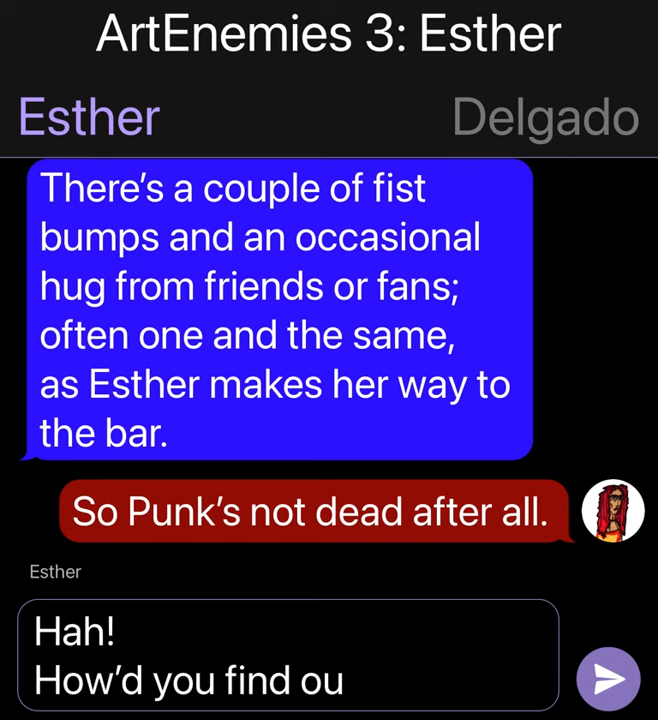 ArtEnemies 3: Esther
Esther
Delgado
There’s a couple of fist
bumps and an occasional
hug from friends or fans;
often one and the same,
as Esther makes her way to
the bar.
So Punk’s not dead after all.
Esther
Hah!
How’d you find ou